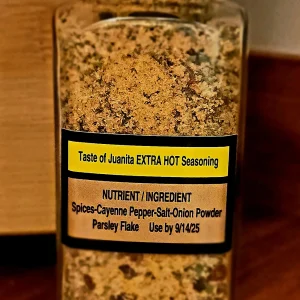 Taste of Juanita EXTRA HOT Seasoning
NUTRIENT / INGREDIENT
Spices-Cayenne Pepper-Salt-Onion Powder
Parsley Flake Use by 9/14/25